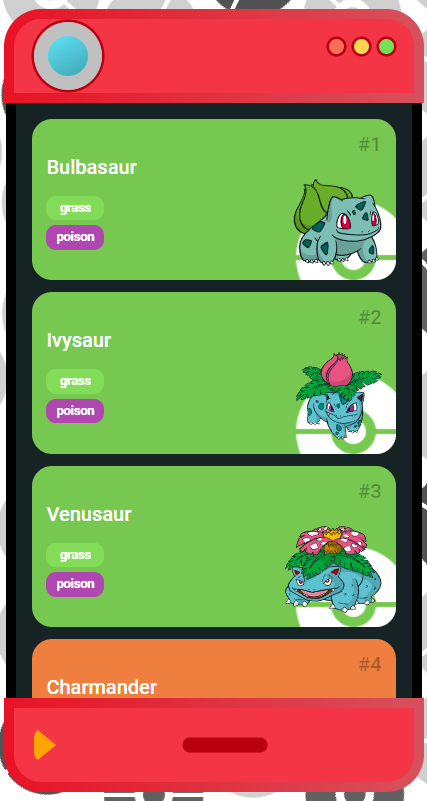 #1
Bulbasaur
grass
poison
#2
Ivysaur
grass
poison
#3
Venusaur
grass
poison
#4
Charmander